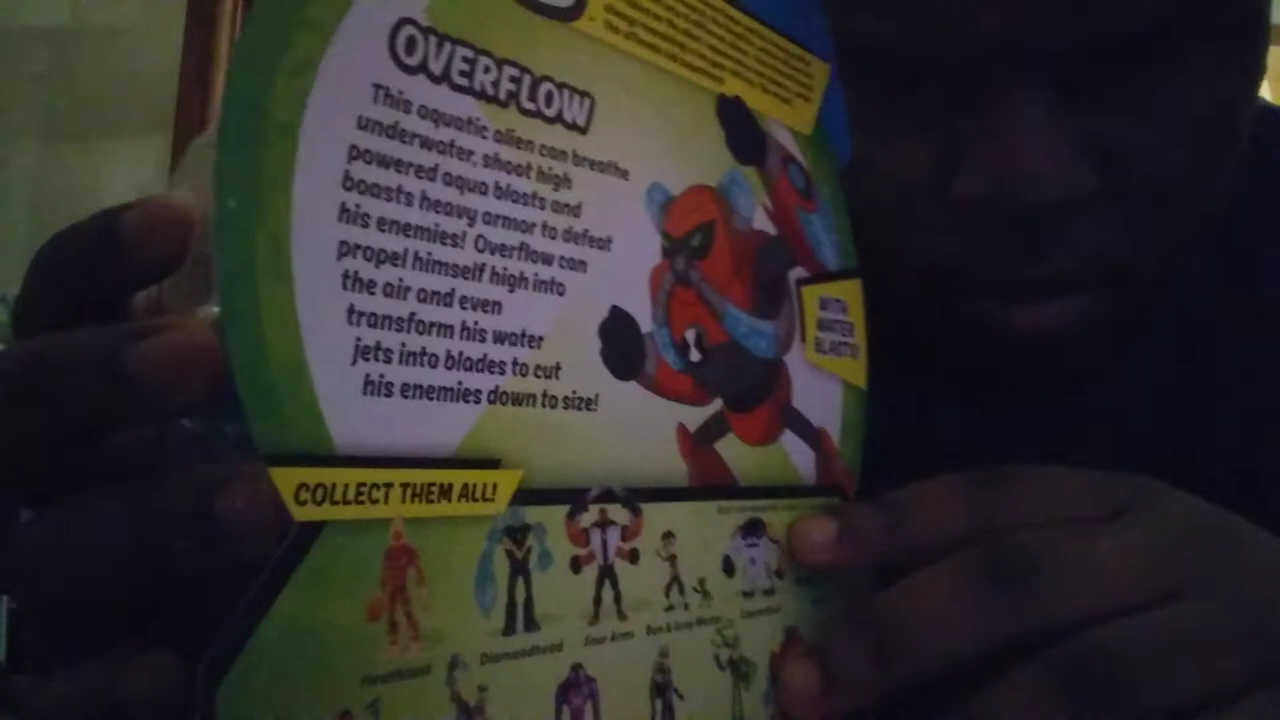 OVERFLOW
This aquatic alien can breathe
underwater, shoot high
powered aqua blasts and
boasts heavy armor to defeat
his enemies! Overflow can
propel himself high into
the air and even
transform his water
jets into blades to cut
his enemies down to size!
WITH
WATER
BLASTS!
COLLECT THEM ALL!
Heatblast
Diamondhead
Four Arms
Ben & Grey Matter